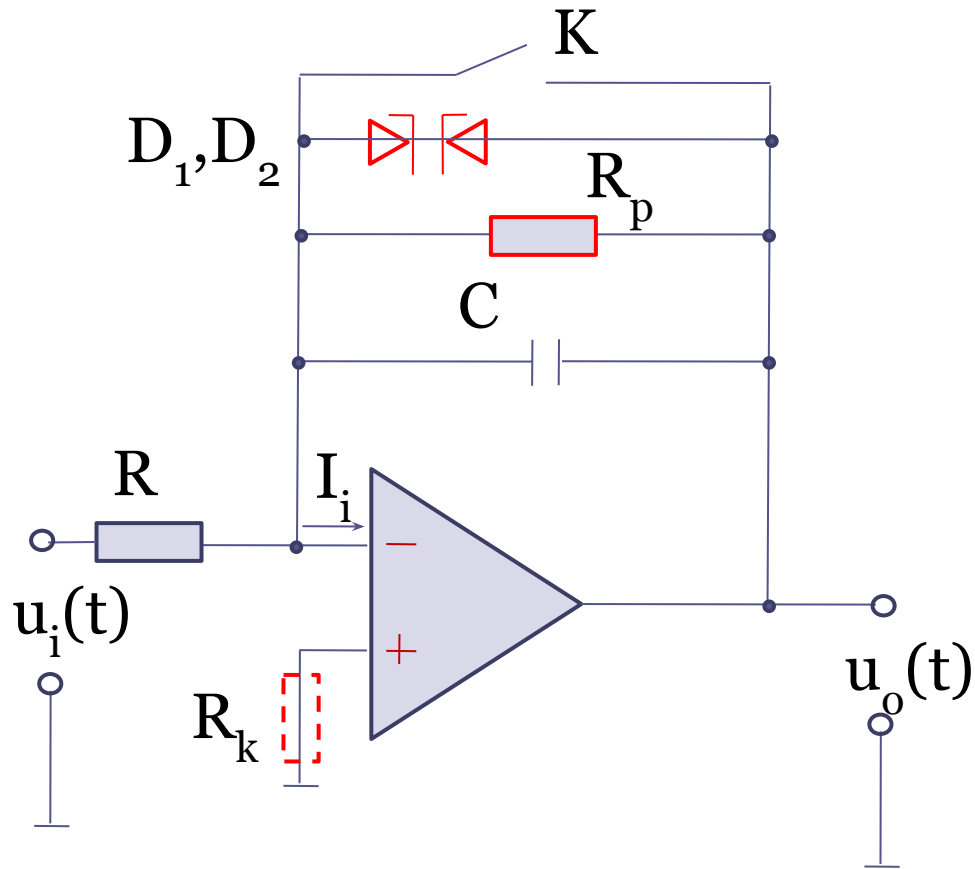 K
D₁,D₂
Rₚ
C
R
Iᵢ
−
uᵢ(t)
+
Rₖ
uₒ(t)